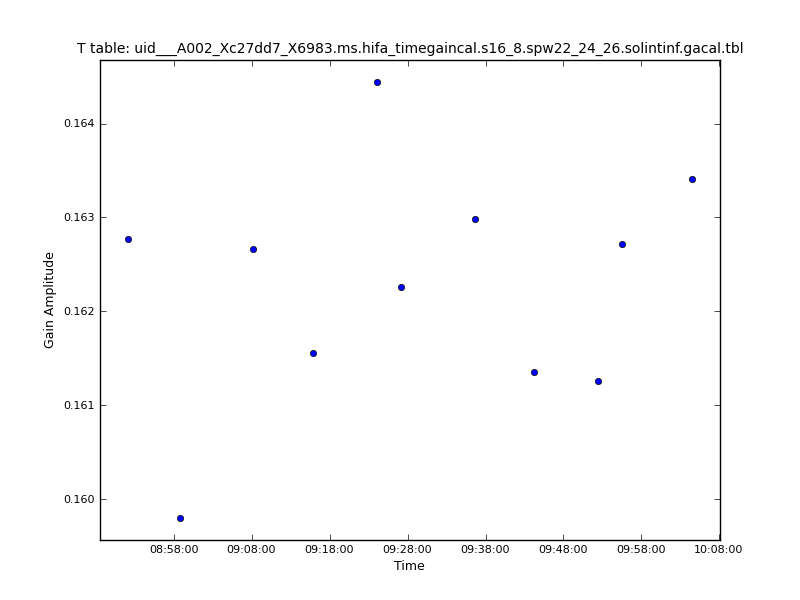 T table: uid___A002_Xc27dd7_X6983.ms.hifa_timegaincal.s16_8.spw22_24_26.solintinf.gacal.tbl
0.164
0.163
0.162
0.161
0.160
Gain Amplitude
08:58:00 09:08:00 09:18:00 09:28:00 09:38:00 09:48:00 09:58:00 10:08:00
Time